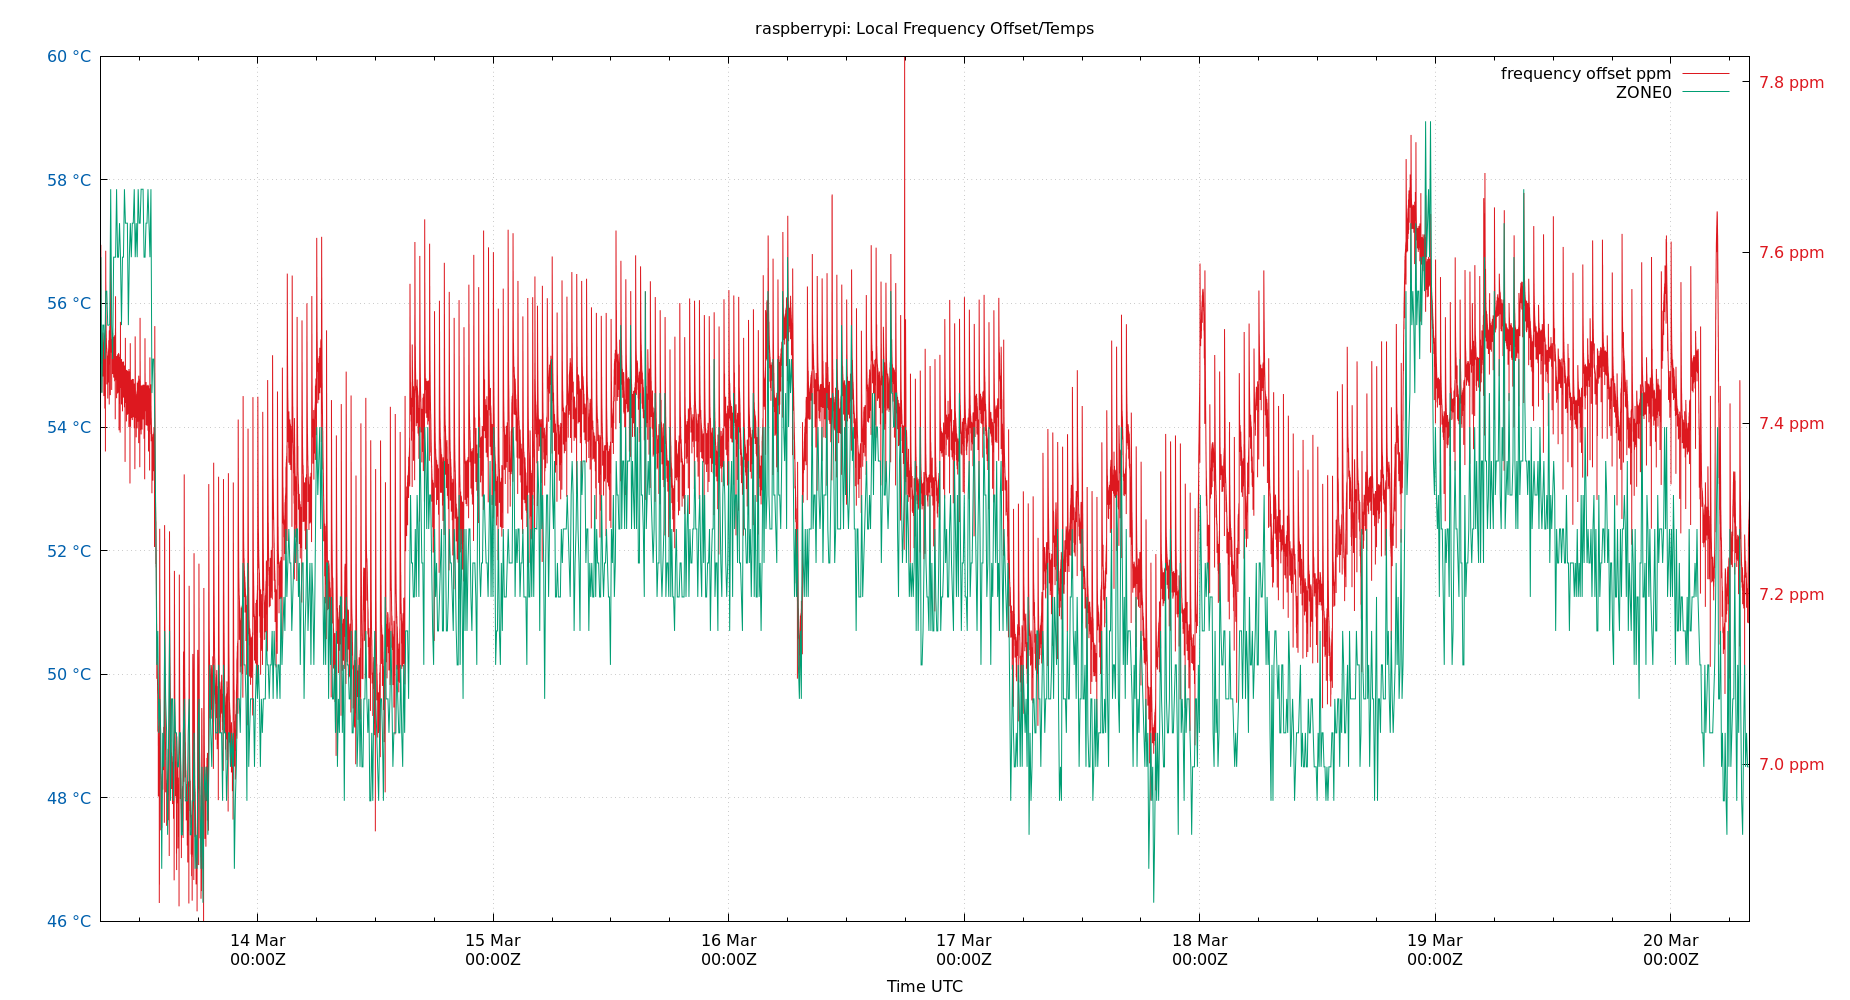 raspberrypi: Local Frequency Offset/Temps
60 °C
58 °C
56 °C
54 °C
52 °C
50 °C
48 °C
46 °C
frequency offset ppm
ZONE0
7.8 ppm
7.6 ppm
7.4 ppm
7.2 ppm
7.0 ppm
14 Mar
00:00Z
15 Mar
00:00Z
16 Mar
00:00Z
17 Mar
00:00Z
18 Mar
00:00Z
19 Mar
00:00Z
20 Mar
00:00Z
Time UTC